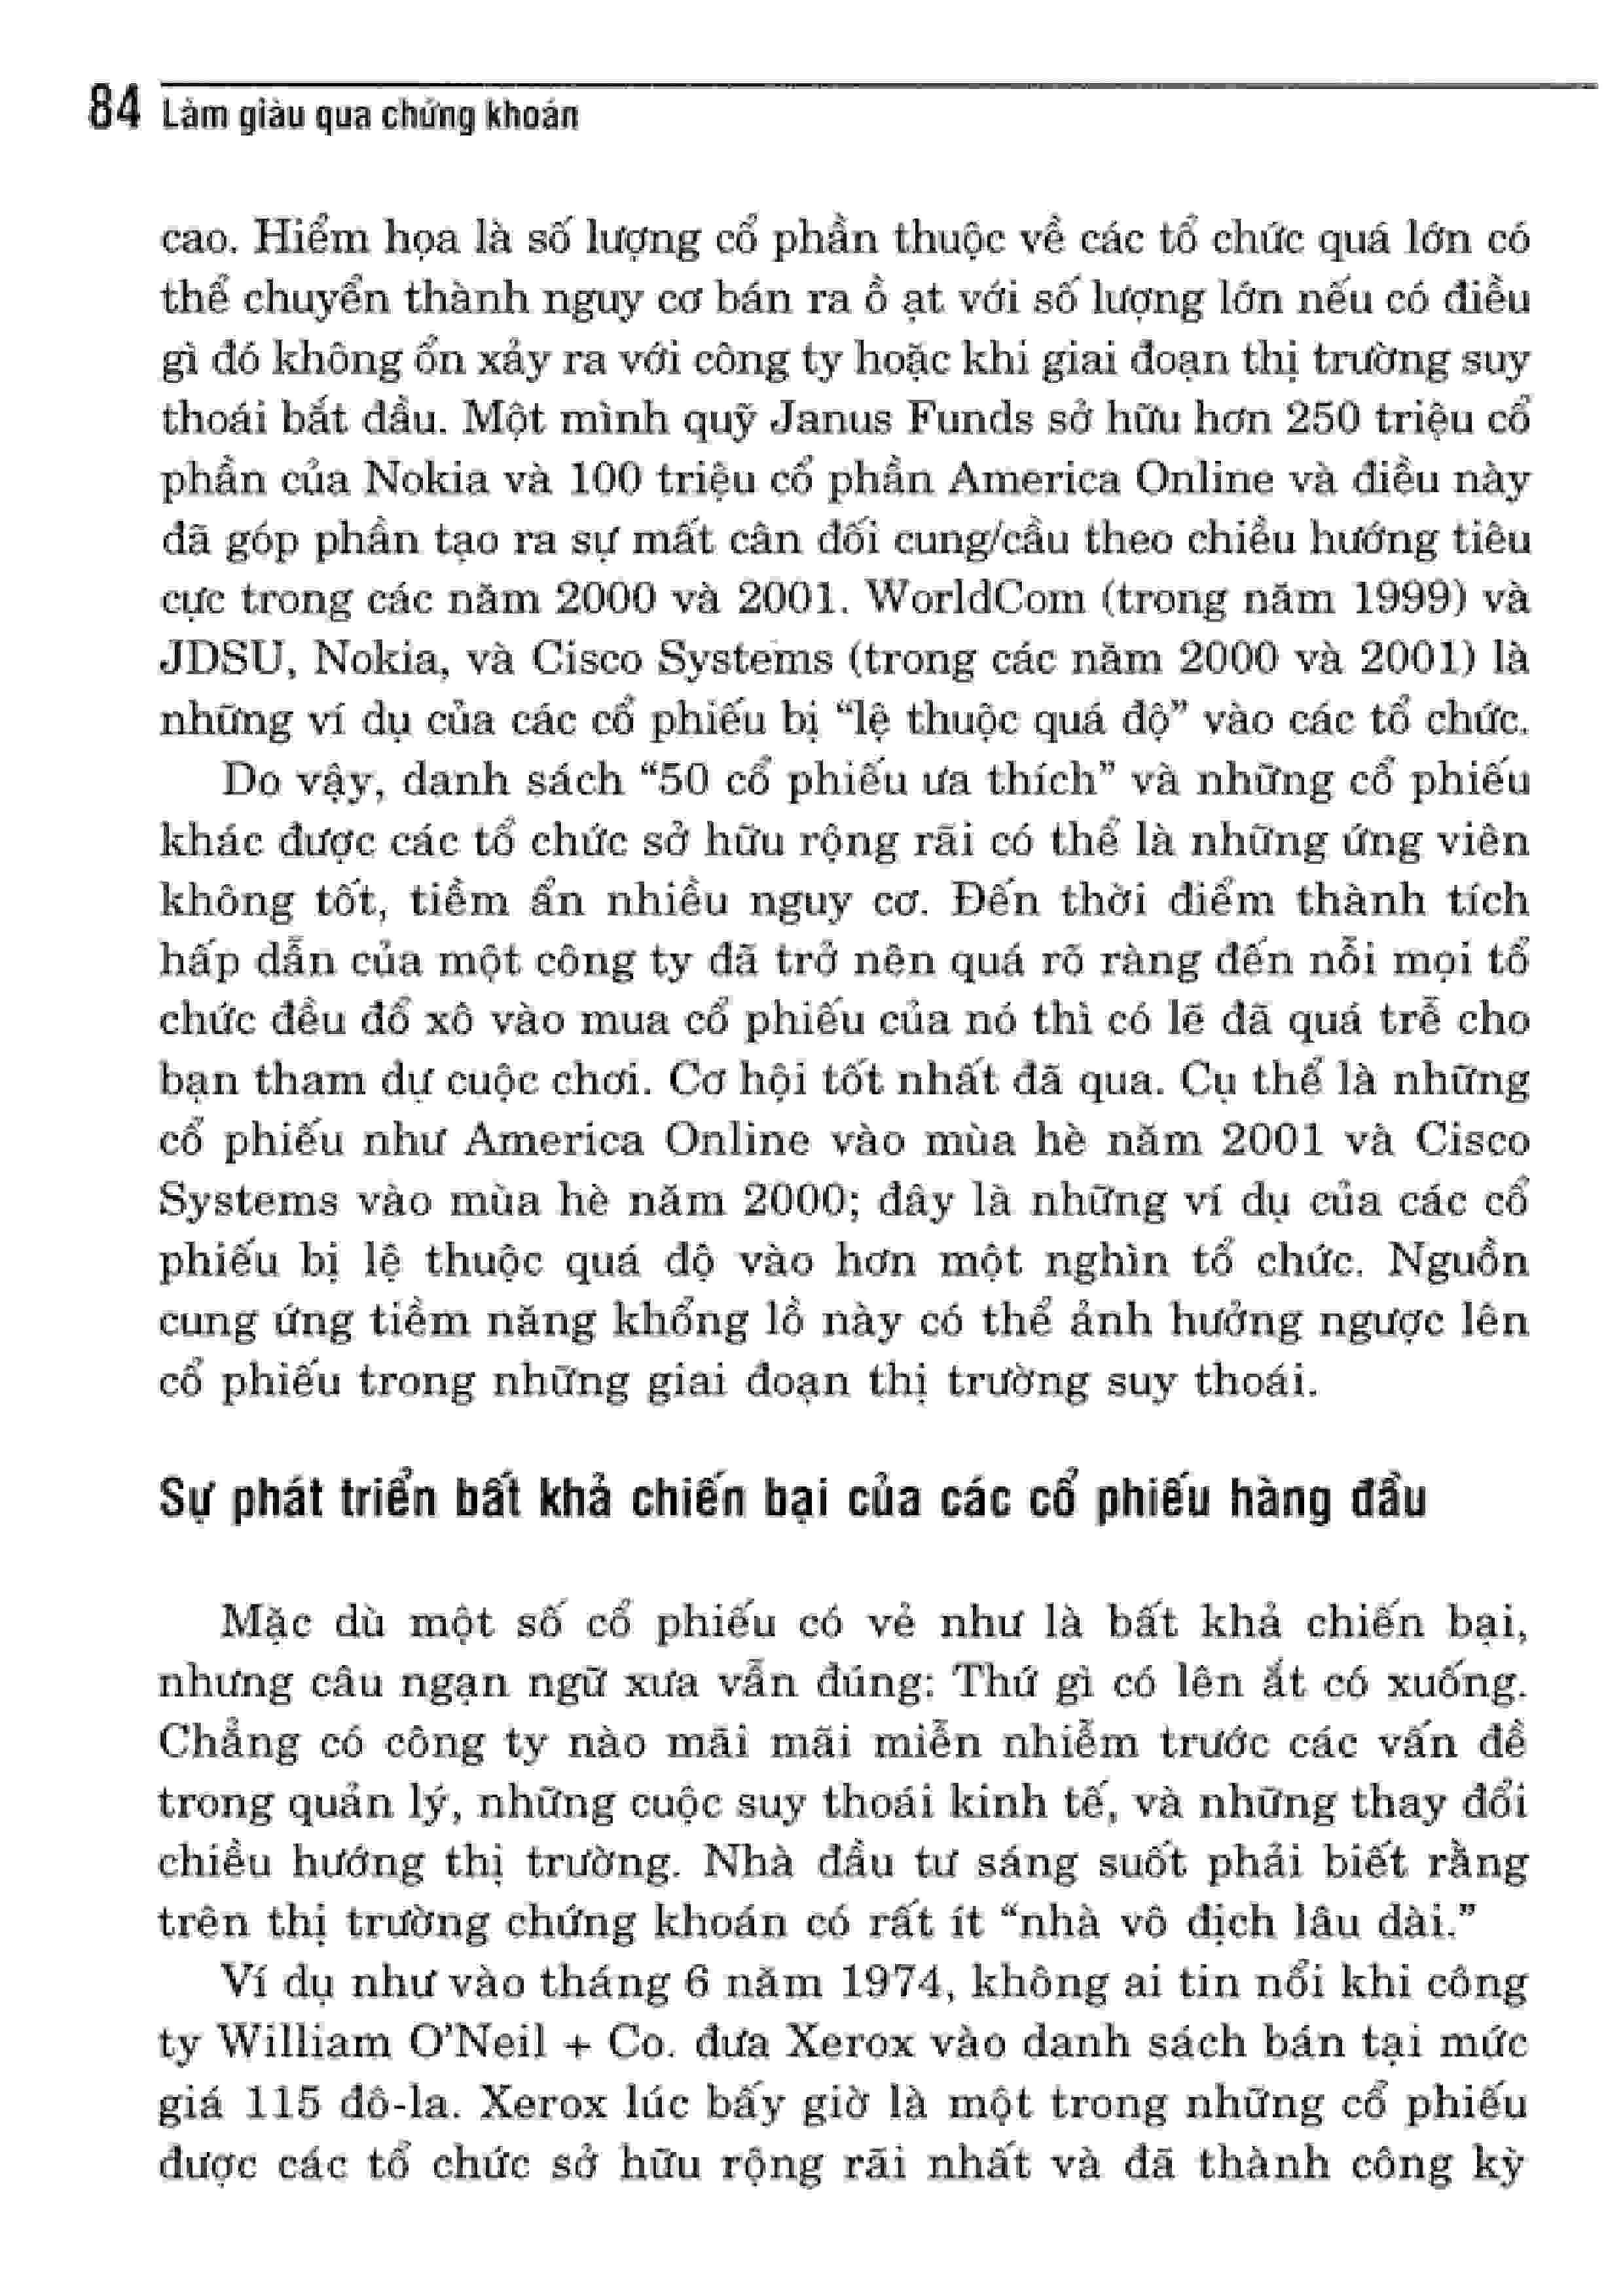 84 Làm giàu qua chứng khoán
cao. Hiểm họa là số lượng cổ phần thuộc về các tổ chức quá lớn có
thể chuyển thành nguy cơ bán ra ồ ạt với số lượng lớn nếu có điều
gì đó không ổn xảy ra với công ty hoặc khi giai đoạn thị trường suy
thoái bắt đầu. Một mình quỹ Janus Funds sở hữu hơn 250 triệu cổ
phần của Nokia và 100 triệu cổ phần America Online và điều này
đã góp phần tạo ra sự mất cân đối cung/cầu theo chiều hướng tiêu
cực trong các năm 2000 và 2001. WorldCom (trong năm 1999) và
JDSU, Nokia, và Cisco Systems (trong các năm 2000 và 2001) là
những ví dụ của các cổ phiếu bị “lệ thuộc quá độ” vào các tổ chức.
Do vậy, danh sách “50 cổ phiếu ưa thích” và những cổ phiếu
khác được các tổ chức sở hữu rộng rãi có thể là những ứng viên
không tốt, tiềm ẩn nhiều nguy cơ. Đến thời điểm thành tích
hấp dẫn của một công ty đã trở nên quá rõ ràng đến nỗi mọi tổ
chức đều đổ xô vào mua cổ phiếu của nó thì có lẽ đã quá trễ cho
bạn tham dự cuộc chơi. Cơ hội tốt nhất đã qua. Cụ thể là những
cổ phiếu như America Online vào mùa hè năm 2001 và Cisco
Systems vào mùa hè năm 2000; đây là những ví dụ của các cổ
phiếu bị lệ thuộc quá độ vào hơn một nghìn tổ chức. Nguồn
cung ứng tiềm năng khổng lồ này có thể ảnh hưởng ngược lên
cổ phiếu trong những giai đoạn thị trường suy thoái.
Sự phát triển bất khả chiến bại của các cổ phiếu hàng đầu
Mặc dù một số cổ phiếu có vẻ như là bất khả chiến bại,
nhưng câu ngạn ngữ xưa vẫn đúng: Thứ gì có lên ắt có xuống.
Chẳng có công ty nào mãi mãi miễn nhiễm trước các vấn đề
trong quản lý, những cuộc suy thoái kinh tế, và những thay đổi
chiều hướng thị trường. Nhà đầu tư sáng suốt phải biết rằng
trên thị trường chứng khoán có rất ít “nhà vô địch lâu dài.”
Ví dụ như vào tháng 6 năm 1974, không ai tin nổi khi công
ty William O’Neil + Co. đưa Xerox vào danh sách bán tại mức
giá 115 đô-la. Xerox lúc bấy giờ là một trong những cổ phiếu
được các tổ chức sở hữu rộng rãi nhất và đã thành công kỳ